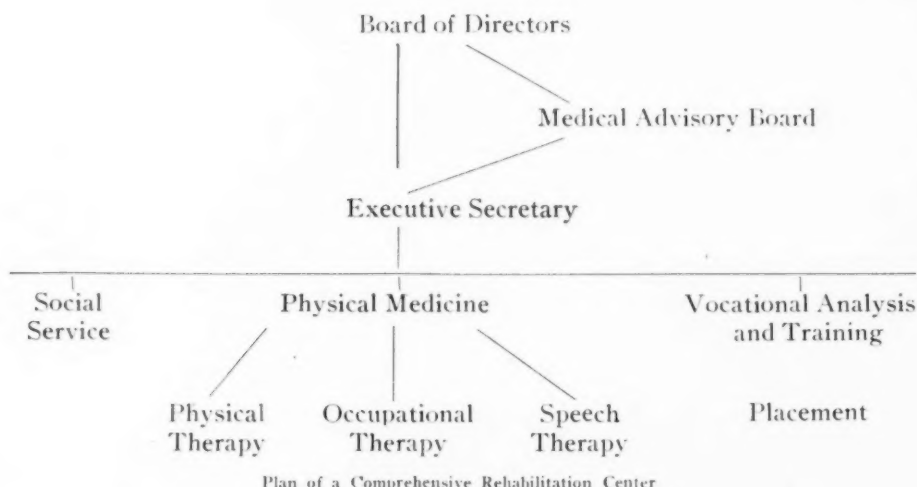 Board of Directors
Medical Advisory Board
Executive Secretary
Social
Service
Physical Medicine
Vocational Analysis
and Training
Physical
Therapy
Occupational
Therapy
Speech
Therapy
Placement
Plan of a Comprehensive Rehabilitation Center